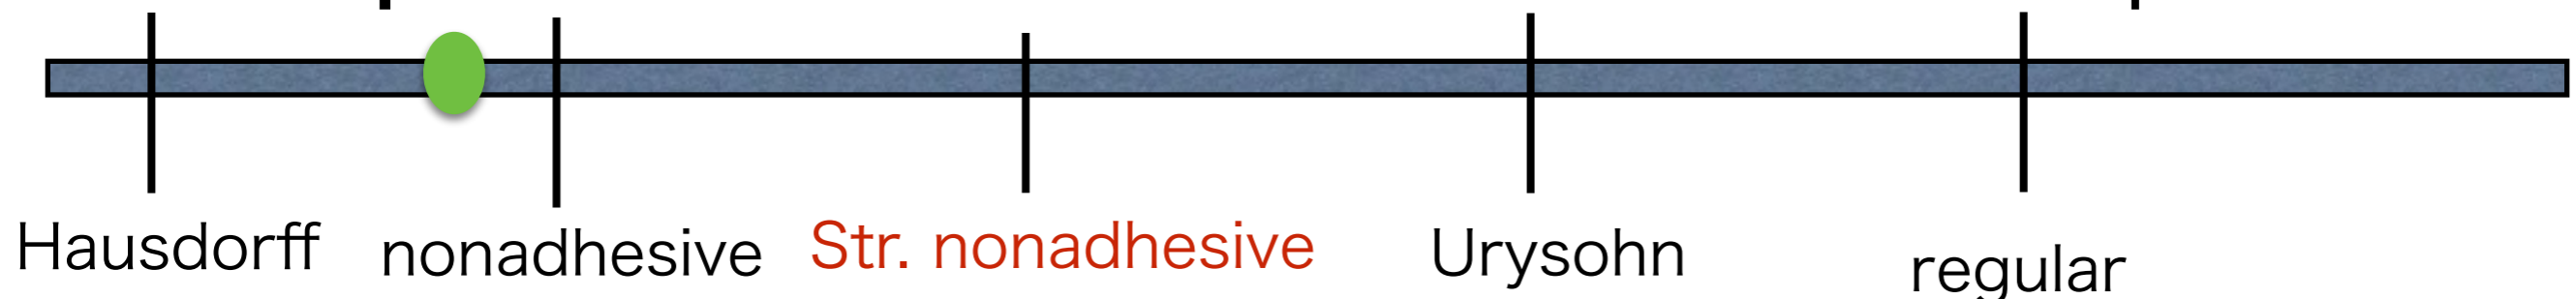 Hausdorff
nonadhesive
Str. nonadhesive
Urysohn
regular